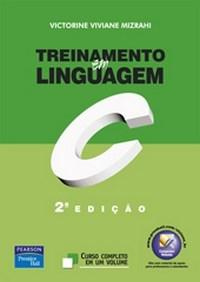 VICTORINE VIVIANE MIZRAHI
TREINAMENTO
em
LINGUAGEM
C
2ª EDIÇÃO
PEARSON
Prentice
Hall
CURSO COMPLETO
EM UM VOLUME